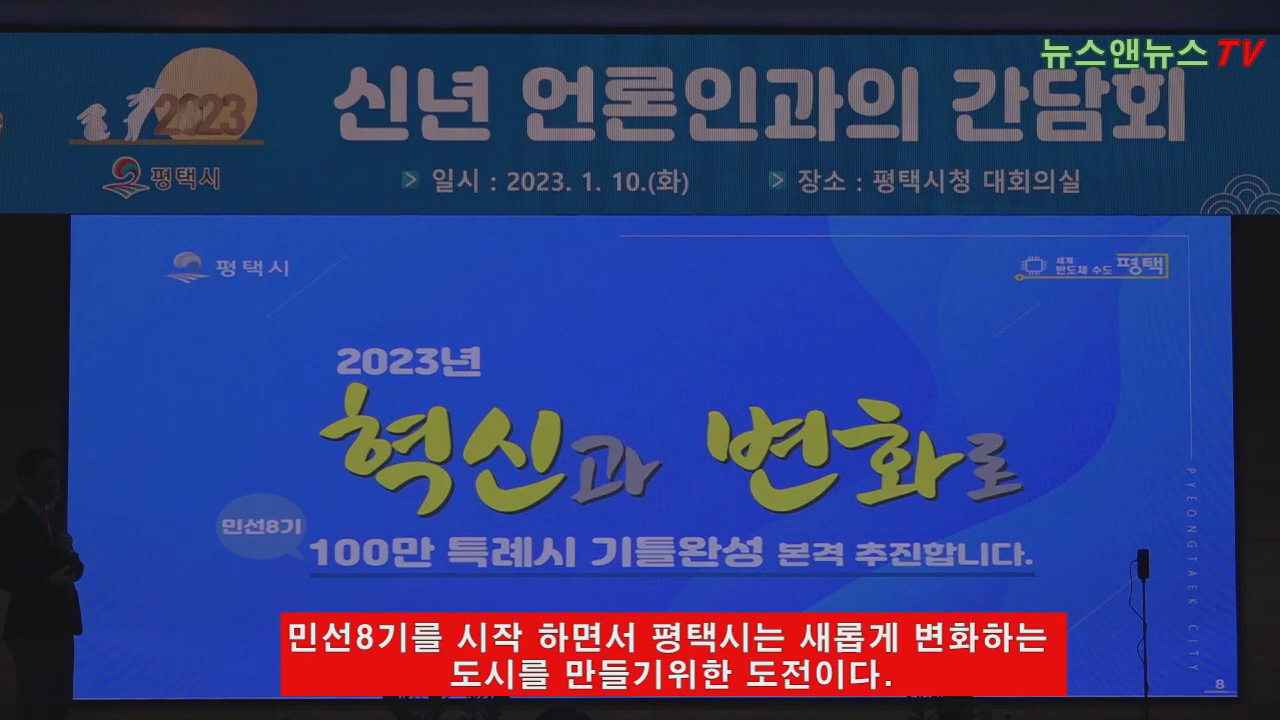 뉴스앤뉴스 TV
2023
신년 언론인과의 간담회
평택시
일시 : 2023. 1. 10.(화)
장소 : 평택시청 대회의실
평택시
세계
반도체 수도 평택
2023년
혁신과 변화로
민선8기
100만 특례시 기틀완성 본격 추진합니다.
PYEONGTAEK CITY
민선8기를 시작 하면서 평택시는 새롭게 변화하는
도시를 만들기위한 도전이다.
8